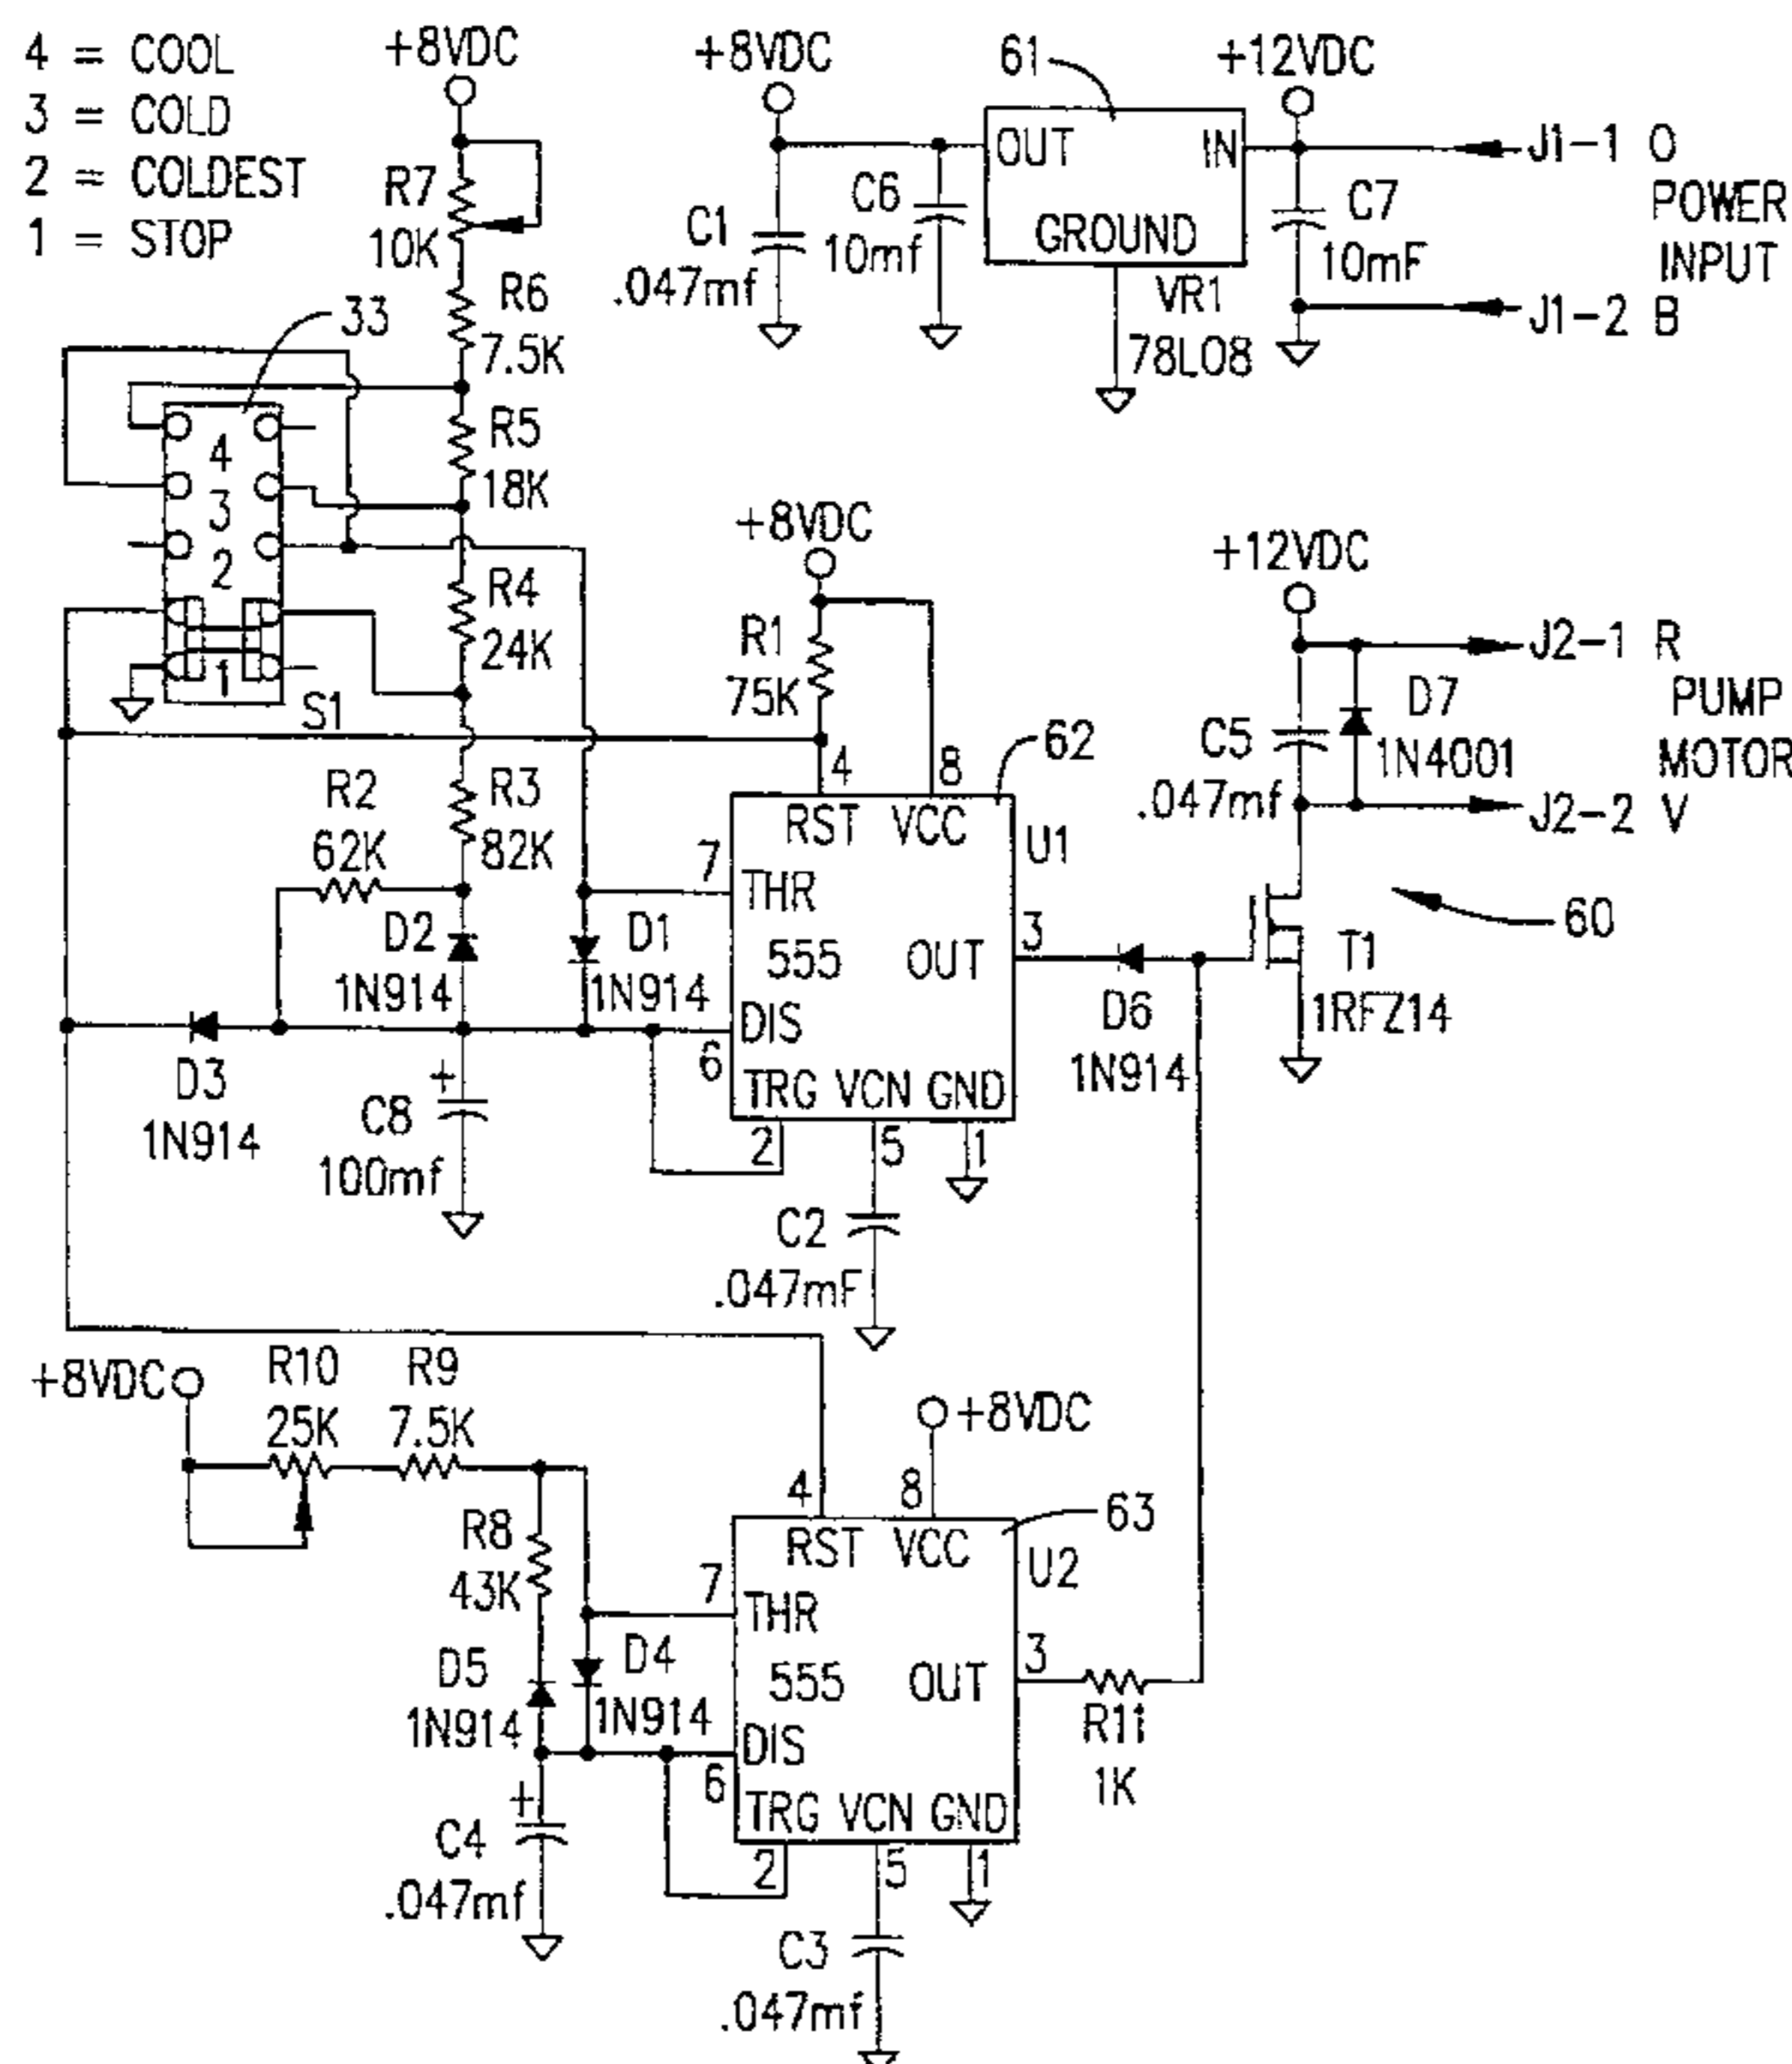 4 = COOL
3 = COLD
2 = COLDEST
1 = STOP
+8VDC
R7
10K
R6
7.5K
33
4
3
2
1
S1
R5
18K
R4
24K
R3
82K
R2
62K
D2
1N914
D1
1N914
D3
1N914
+
C8
100mf
+8VDC
C1
.047mf
C6
10mf
61
OUT
IN
GROUND
VR1
78L08
+12VDC
C7
10mF
J1-1 O
POWER
INPUT
J1-2 B
+8VDC
R1
75K
4
8
62
U1
RST VCC
7
THR
555
OUT
3
DIS
6
TRG VCN GND
2
5
1
C2
.047mF
D6
1N914
+12VDC
C5
.047mf
D7
1N4001
J2-1 R
PUMP
MOTOR
J2-2 V
T1
1RFZ14
60
+8VDC
R10
25K
R9
7.5K
R8
43K
D5
1N914
D4
1N914
+
C4
.047mf
+8VDC
4
8
63
U2
RST VCC
7
THR
555
OUT
3
DIS
6
TRG VCN GND
2
5
1
C3
.047mf
R11
1K